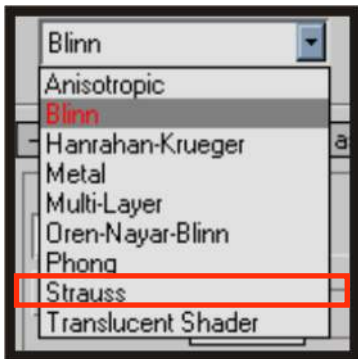 Blinn
Anisotropic
Blinn
Hanrahan-Krueger
a
Metal
Multi-Layer
Oren-Nayar-Blinn
Phong
Strauss
Translucent Shader